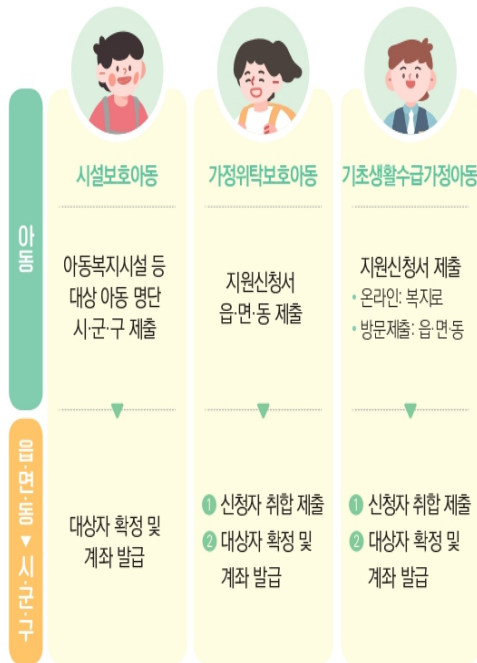 아동
시설보호아동
아동복지시설 등
대상 아동 명단
시·군·구 제출
가정위탁보호아동
지원신청서
읍·면·동 제출
기초생활수급가정아동
지원신청서 제출
• 온라인: 복지로
• 방문제출: 읍·면·동
읍·면·동 ▼ 시·군·구
대상자 확정 및
계좌 발급
❶ 신청자 취합 제출
❷ 대상자 확정 및
계좌 발급
❶ 신청자 취합 제출
❷ 대상자 확정 및
계좌 발급